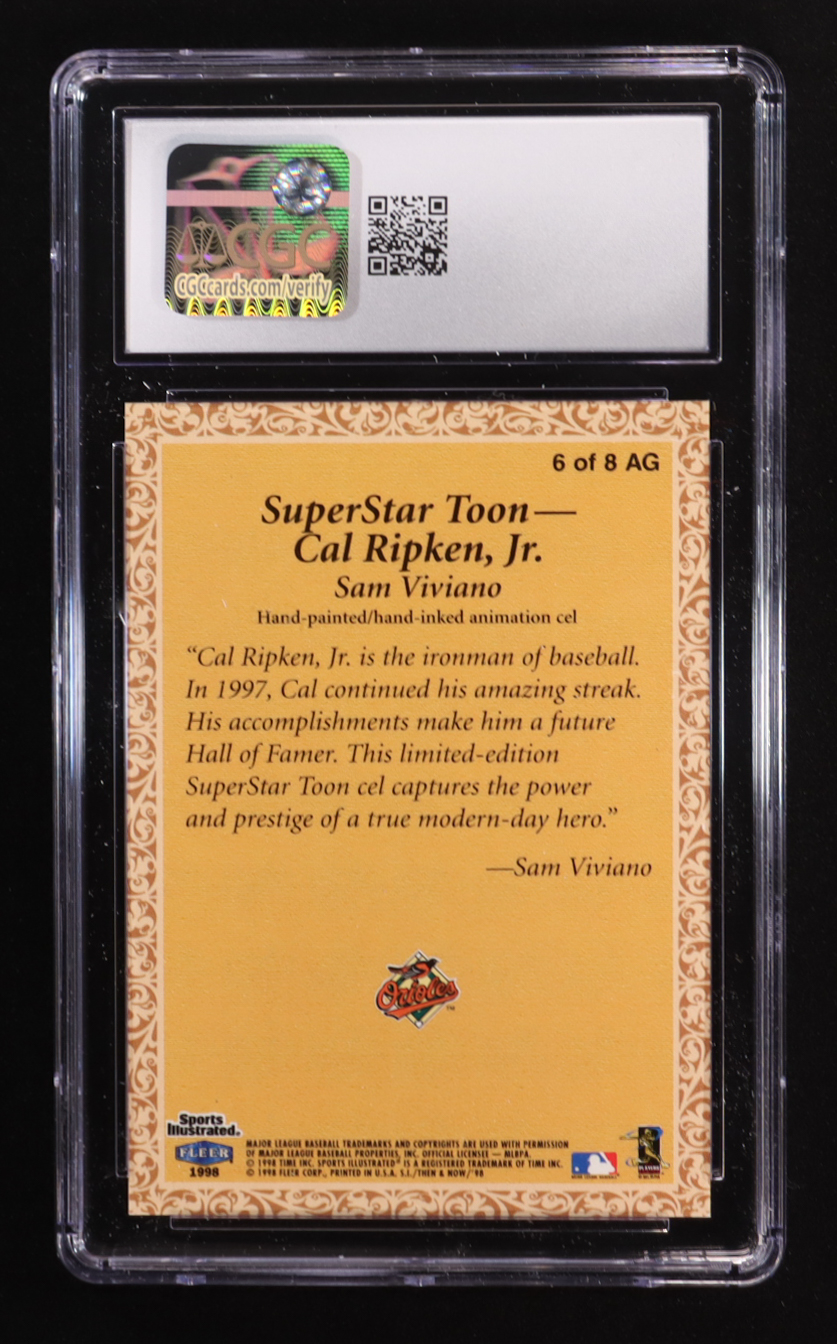 CGC
CGCcards.com/verify
6 of 8 AG
SuperStar Toon—
Cal Ripken, Jr.
Sam Viviano
Hand-painted/hand-inked animation cel
“Cal Ripken, Jr. is the ironman of baseball.
In 1997, Cal continued his amazing streak.
His accomplishments make him a future
Hall of Famer. This limited-edition
SuperStar Toon cel captures the power
and prestige of a true modern-day hero.”
—Sam Viviano
Orioles
TM
Sports
Illustrated.
FLEER
1998
MAJOR LEAGUE BASEBALL TRADEMARKS AND COPYRIGHTS ARE USED WITH PERMISSION
OF MAJOR LEAGUE BASEBALL PROPERTIES, INC. OFFICIAL LICENSEE — MLBPA.
© 1998 TIME INC. SPORTS ILLUSTRATED® IS A REGISTERED TRADEMARK OF TIME INC.
© 1998 FLEER CORP., PRINTED IN U.S.A. S.I./THEN & NOW/'98
PLAYERS